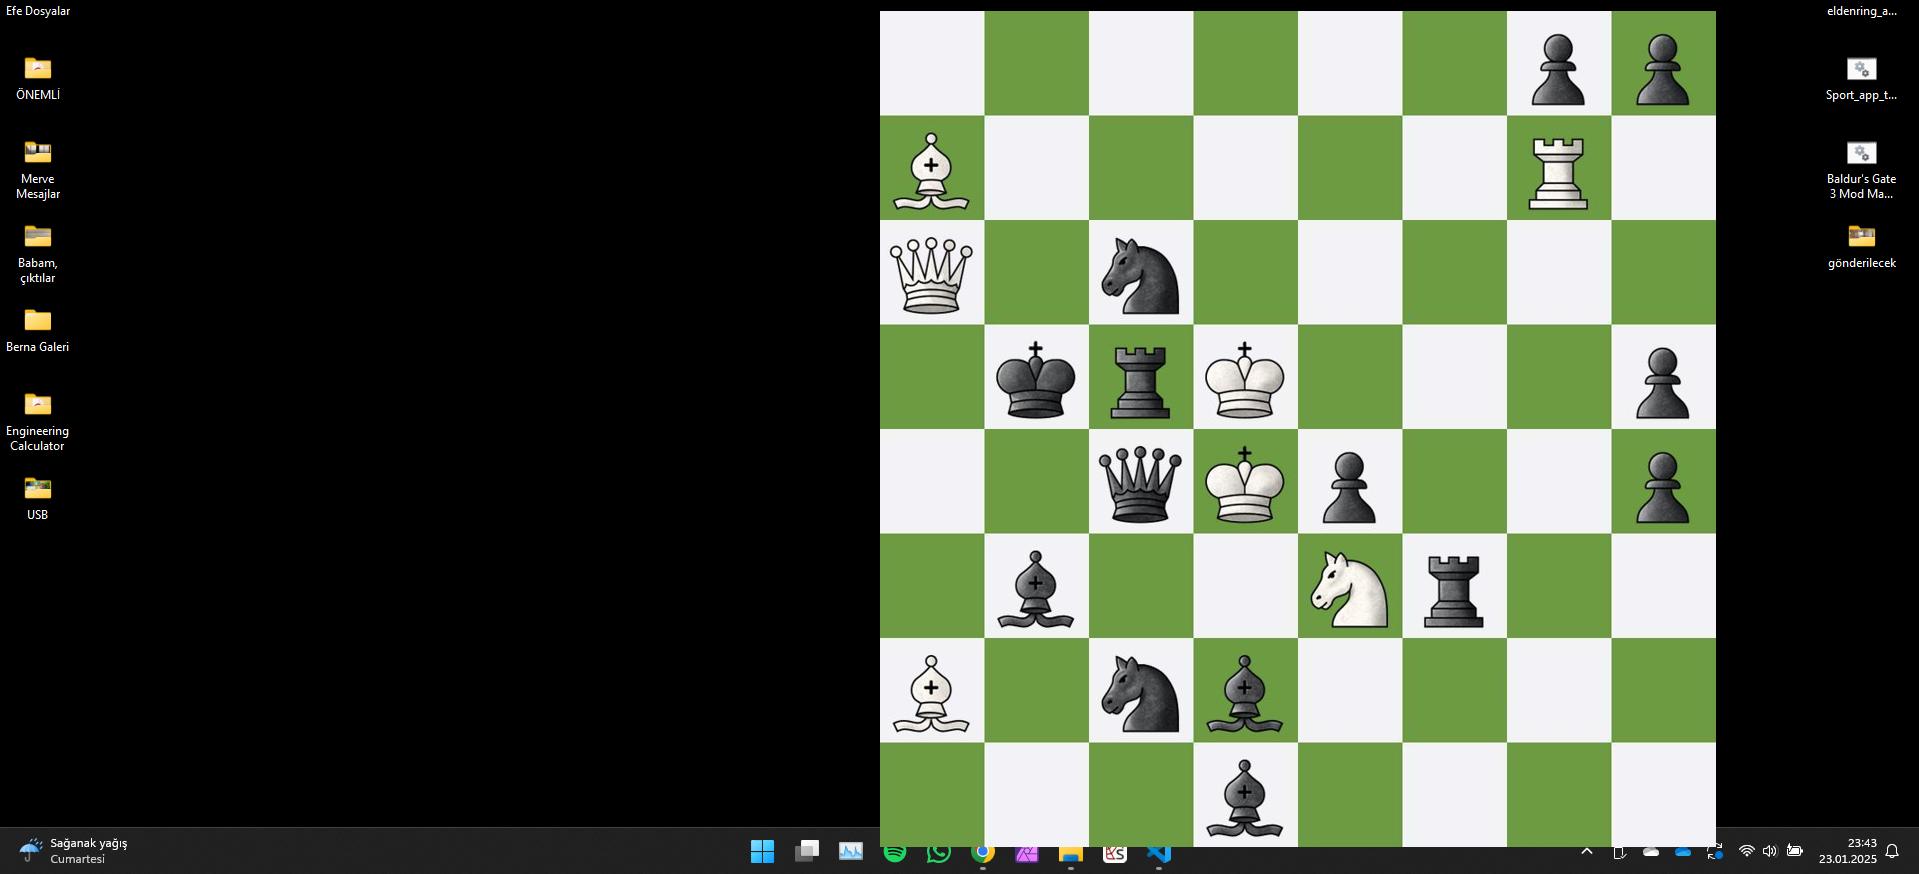 Efe Dosyalar
ÖNEMLİ
Merve
Mesajlar
Babam,
çıktılar
Berna Galeri
Engineering
Calculator
USB
eldenring_a...
Sport_app_t...
Baldur's Gate
3 Mod Ma...
gönderilecek
Sağanak yağış
Cumartesi
23:43
23.01.2025